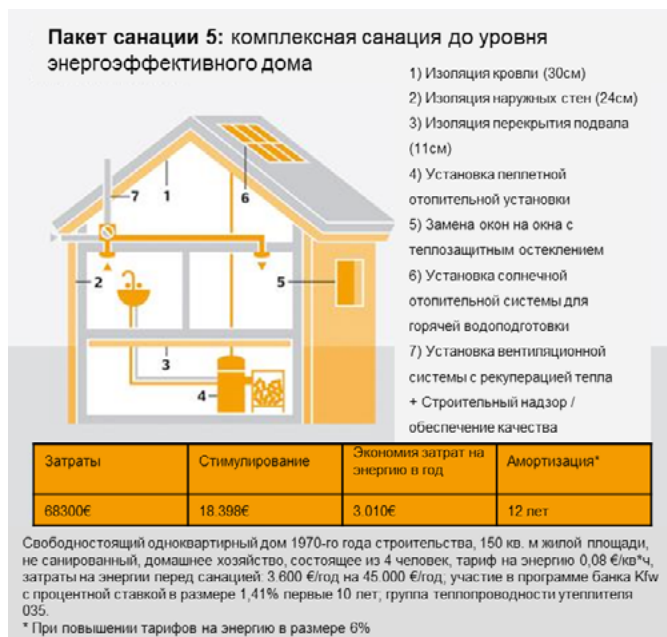 Пакет санации 5: комплексная санация до уровня
энергоэффективного дома
1) Изоляция кровли (30см)
2) Изоляция наружных стен (24см)
3) Изоляция перекрытия подвала
(11см)
4) Установка пеллетной
отопительной установки
5) Замена окон на окна с
теплозащитным остеклением
6) Установка солнечной
отопительной системы для
горячей водоподготовки
7) Установка вентиляционной
системы с рекуперацией тепла
+ Строительный надзор /
обеспечение качества
7
1
6
2
5
3
4
Затраты
Стимулирование
Экономия затрат на
энергию в год
Амортизация*
68300€
18.398€
3.010€
12 лет
Свободностоящий одноквартирный дом 1970-го года строительства, 150 кв. м жилой площади,
не санированный, домашнее хозяйство, состоящее из 4 человек, тариф на энергию 0,08 €/кв*ч,
затраты на энергии перед санацией: 3.600 €/год на 45.000 €/год; участие в программе банка Kfw
с процентной ставкой в размере 1,41% первые 10 лет; группа теплопроводности утеплителя
035.
* При повышении тарифов на энергию в размере 6%